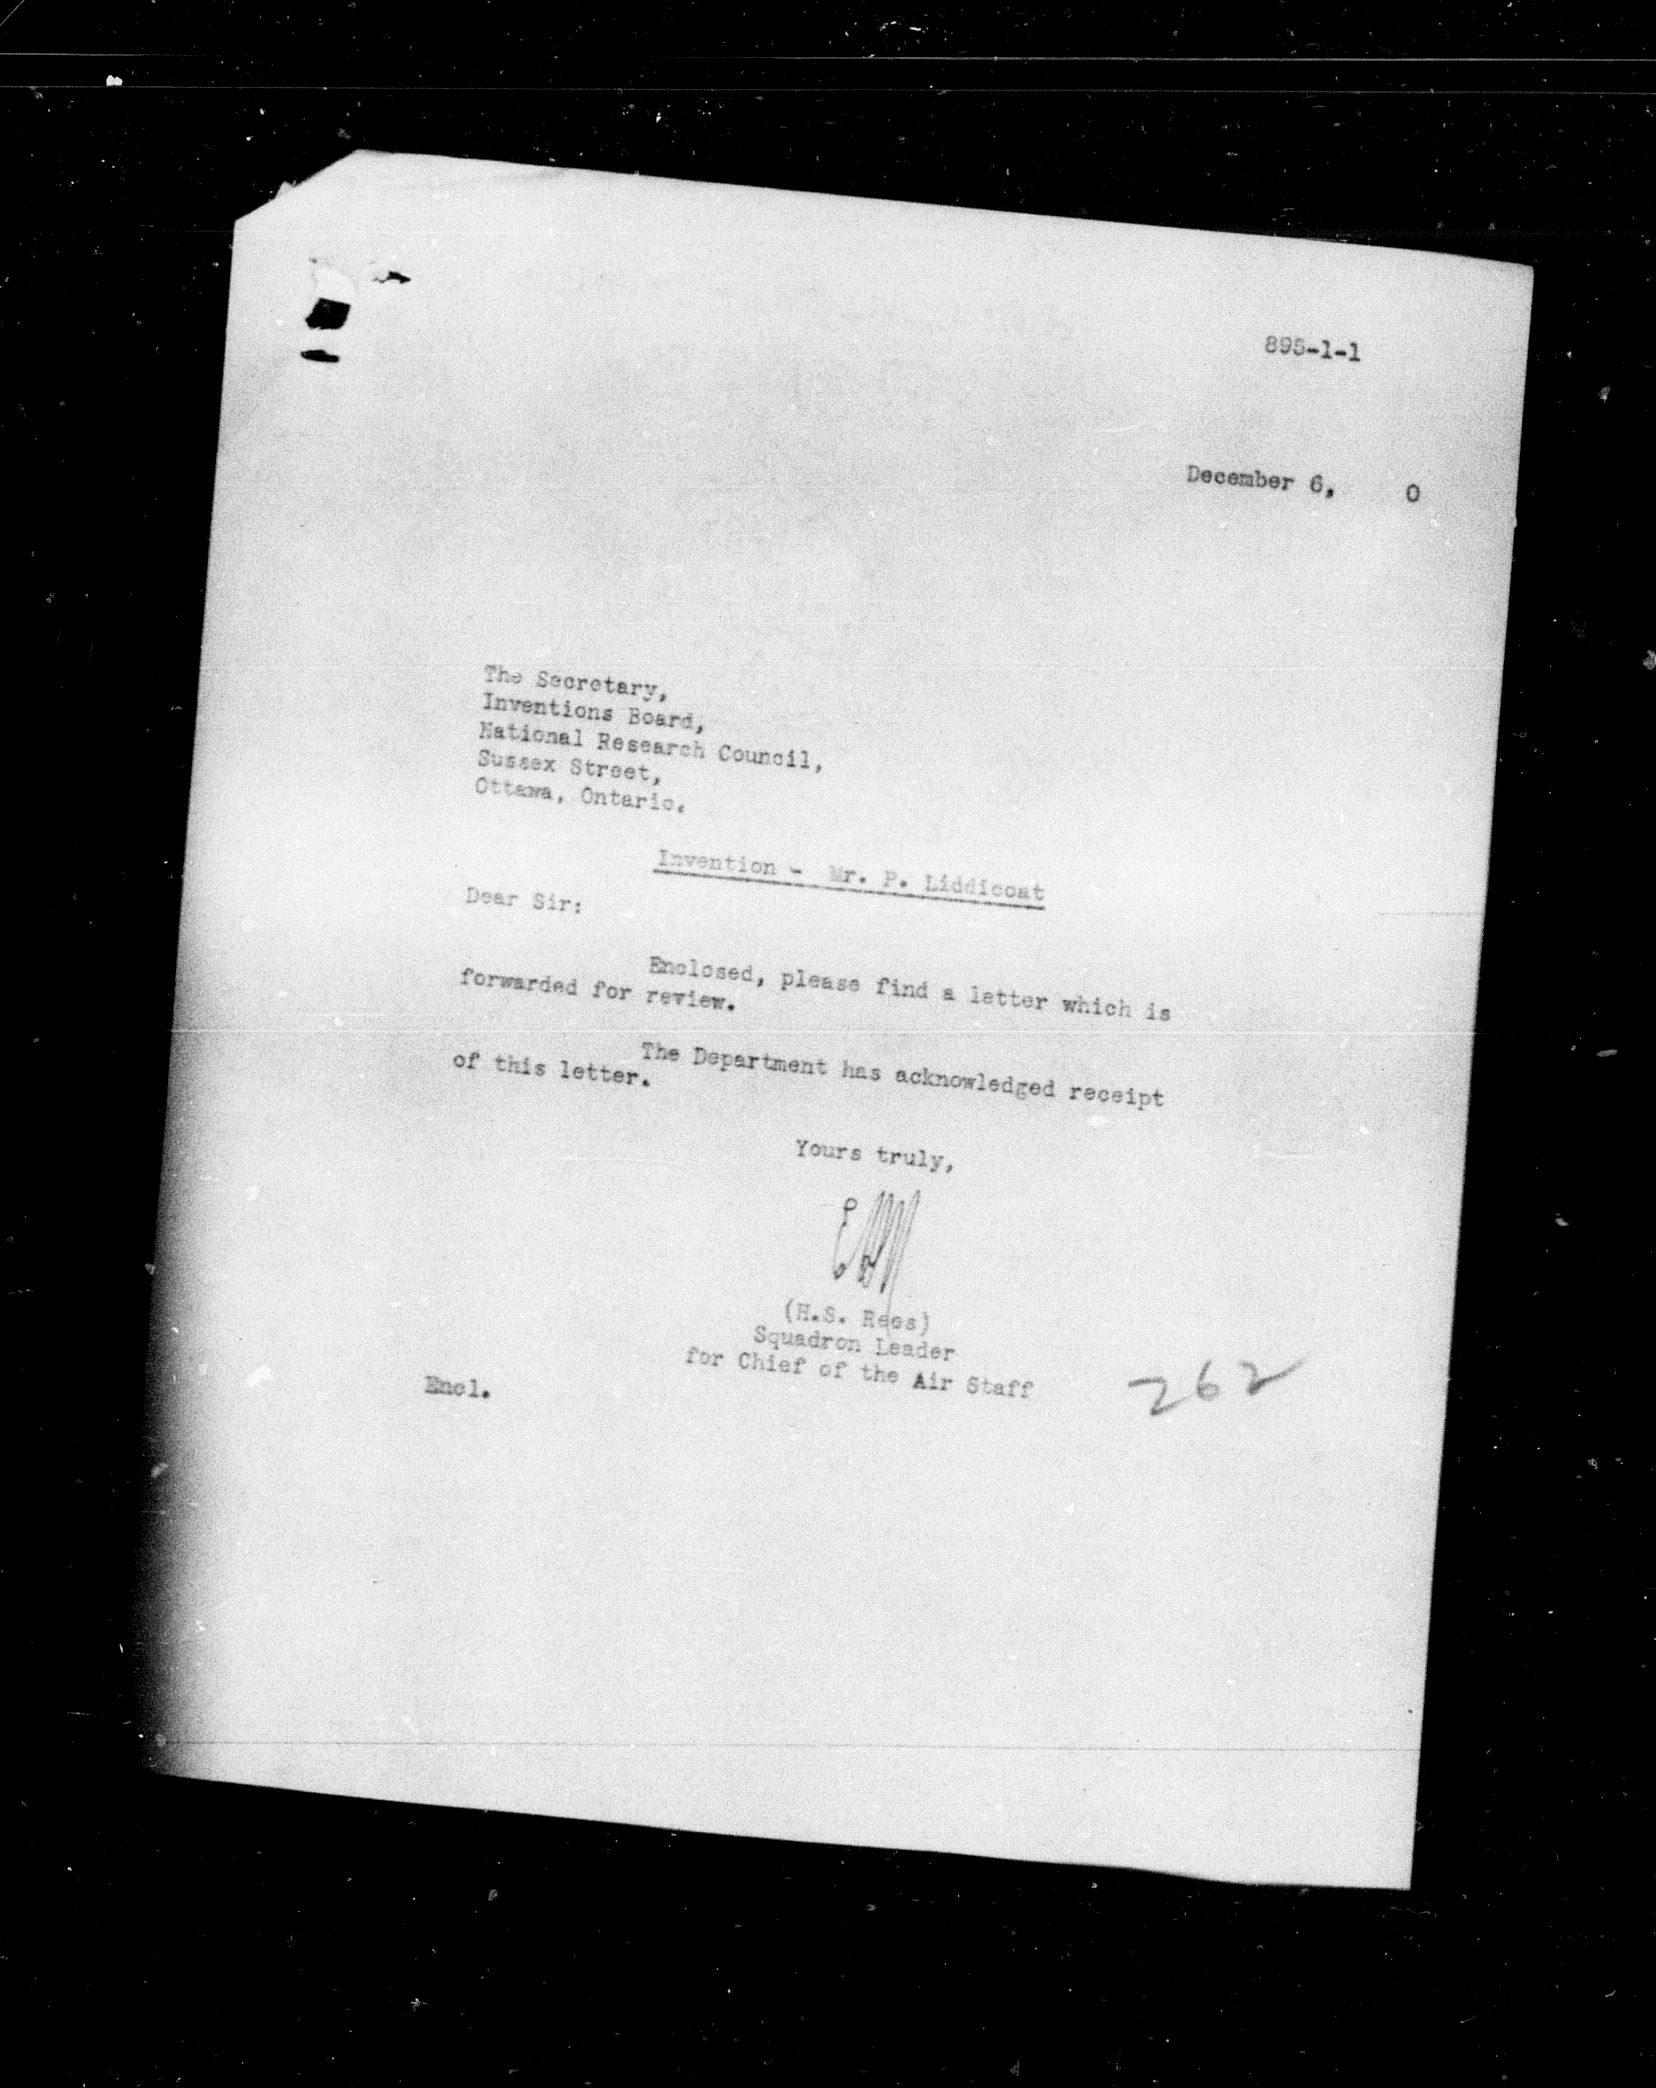 895-1-1
December 6, 0
The Secretary,
Inventions Board,
National Research Council,
Sussex Street,
Ottawa, Ontario.
Invention - Mr. P. Liddicoat
Dear Sir:
Enclosed, please find a letter which is
forwarded for review.
The Department has acknowledged receipt
of this letter.
Yours truly,
(H.S. Rees)
Squadron Leader
for Chief of the Air Staff
Encl.
262